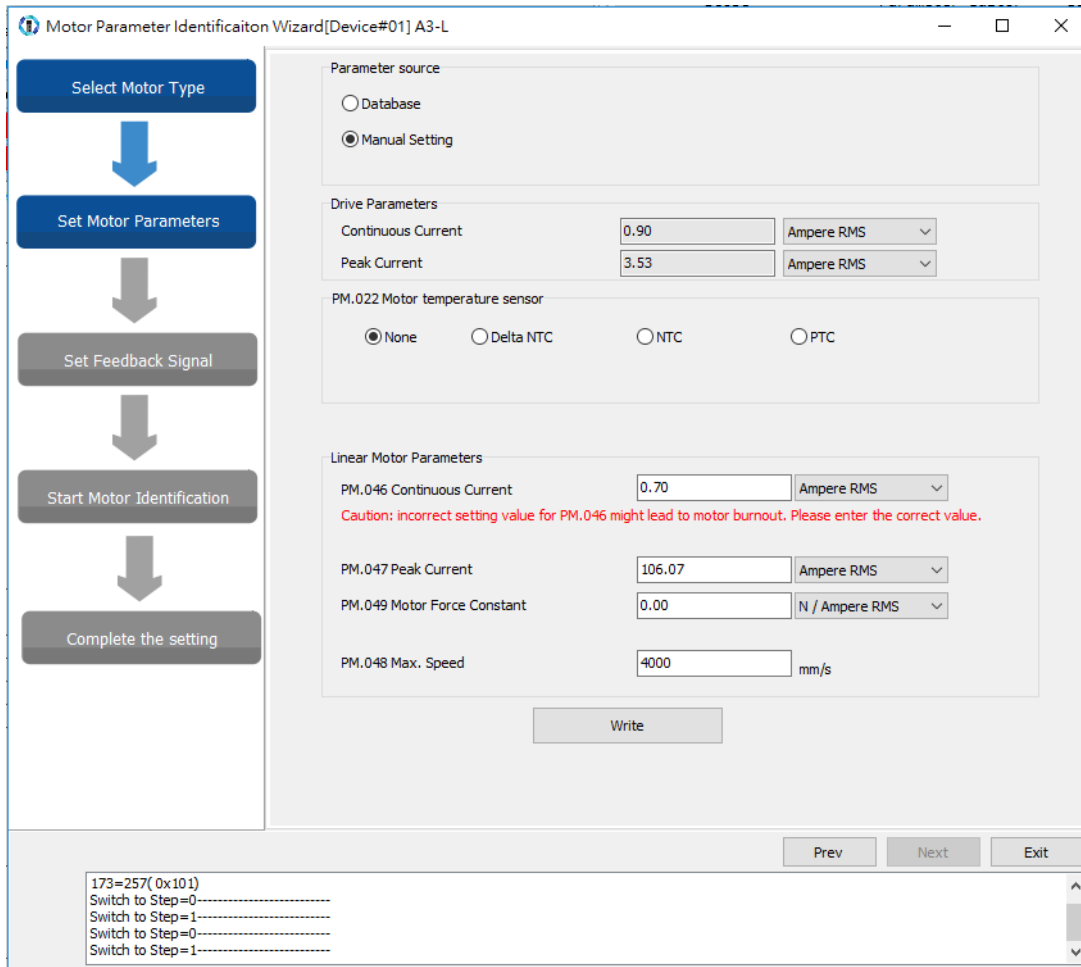 Motor Parameter Identificaiton Wizard[Device#01] A3-L
Select Motor Type
Set Motor Parameters
Set Feedback Signal
Start Motor Identification
Complete the setting
Parameter source
Database
Manual Setting
Drive Parameters
Continuous Current 0.90 Ampere RMS
Peak Current 3.53 Ampere RMS
PM.022 Motor temperature sensor
None Delta NTC NTC PTC
Linear Motor Parameters
PM.046 Continuous Current 0.70 Ampere RMS
Caution: incorrect setting value for PM.046 might lead to motor burnout. Please enter the correct value.
PM.047 Peak Current 106.07 Ampere RMS
PM.049 Motor Force Constant 0.00 N / Ampere RMS
PM.048 Max. Speed 4000 mm/s
Write
Prev Next Exit
173=257( 0x101)
Switch to Step=0--------------------------
Switch to Step=1--------------------------
Switch to Step=0--------------------------
Switch to Step=1--------------------------